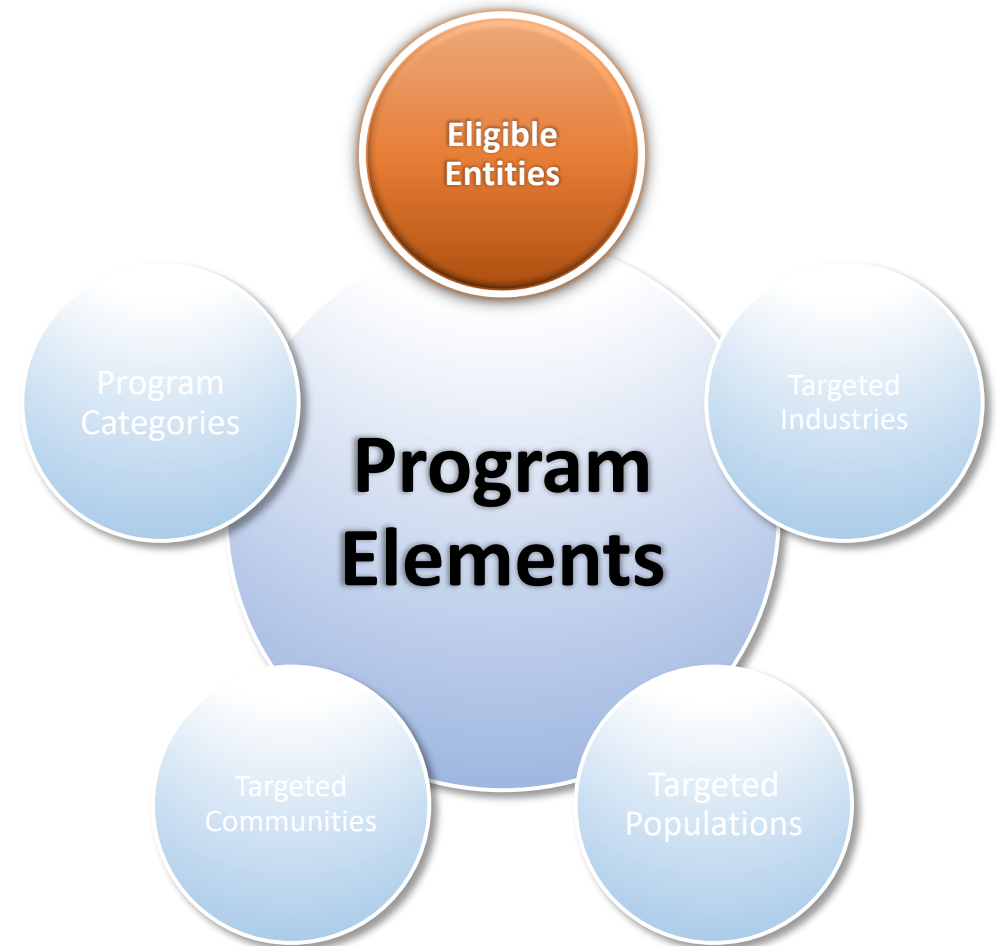 Eligible
Entities
Program
Categories
Targeted
Industries
Program
Elements
Targeted
Communities
Targeted
Populations